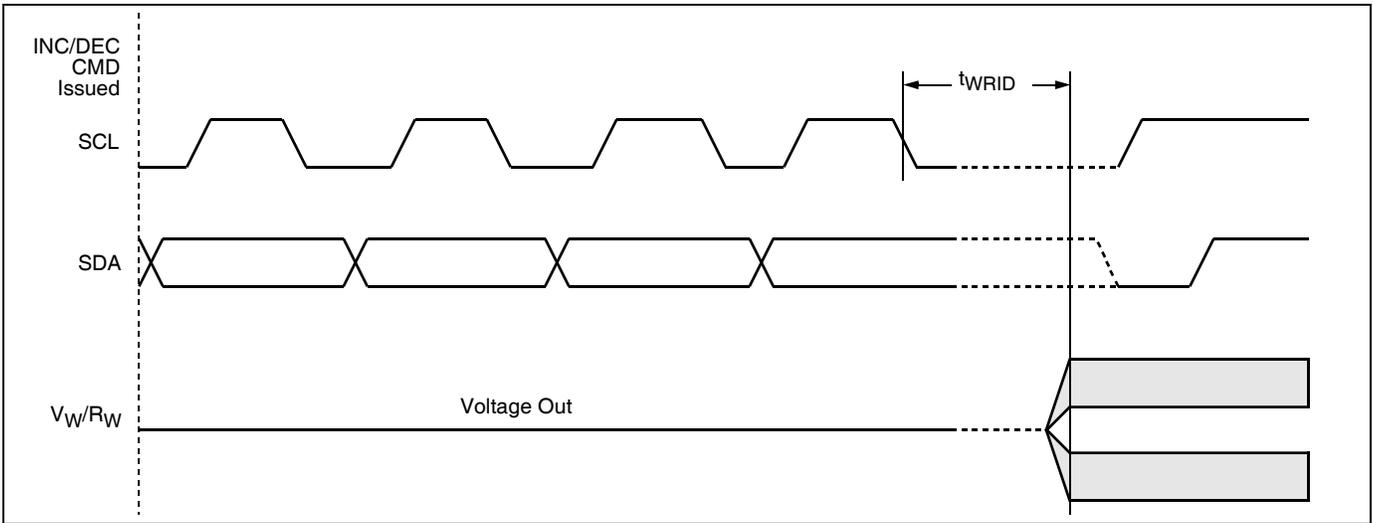 INC/DEC
CMD
Issued
tWRID
SCL
SDA
Voltage Out
VW/RW